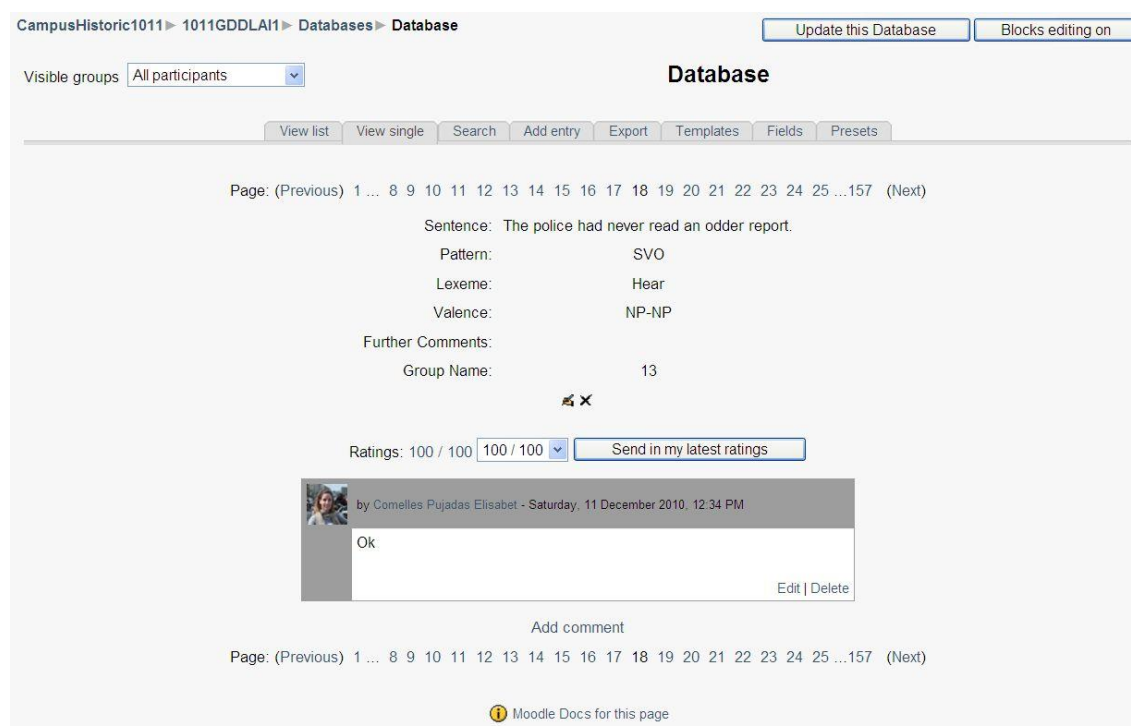 CampusHistoric1011 ► 1011GDDLAI1 ► Databases ► Database
Update this Database Blocks editing on
Visible groups All participants
Database
View list View single Search Add entry Export Templates Fields Presets
Page: (Previous) 1 ... 8 9 10 11 12 13 14 15 16 17 18 19 20 21 22 23 24 25 ...157 (Next)
Sentence: The police had never read an odder report.
Pattern: SVO
Lexeme: Hear
Valence: NP-NP
Further Comments:
Group Name: 13
Ratings: 100 / 100 100 / 100 Send in my latest ratings
by Comelles Pujadas Elisabet - Saturday, 11 December 2010, 12:34 PM
Ok
Edit | Delete
Add comment
Page: (Previous) 1 ... 8 9 10 11 12 13 14 15 16 17 18 19 20 21 22 23 24 25 ...157 (Next)
Moodle Docs for this page